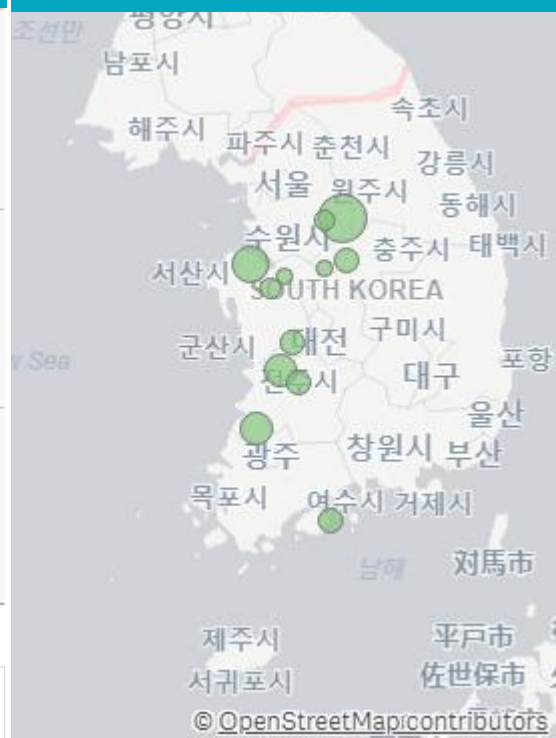 평양시
조선만
남포시
속초시
해주시
파주시
춘천시
강릉시
서울
원주시
동해시
수원시
충주시
태백시
서산시
SOUTH KOREA
군산시
대전
구미시
Sea
포항
전주시
대구
울산
광주
창원시
부산
목포시
여수시
거제시
남해
対馬市
제주시
平戸市
서귀포시
佐世保市
© OpenStreetMap contributors